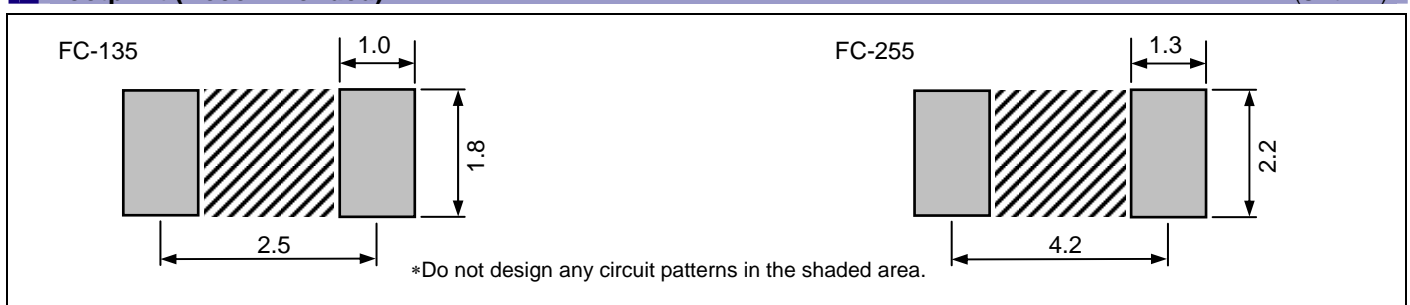 FC-135
1.0
1.8
2.5
FC-255
1.3
2.2
4.2
*Do not design any circuit patterns in the shaded area.